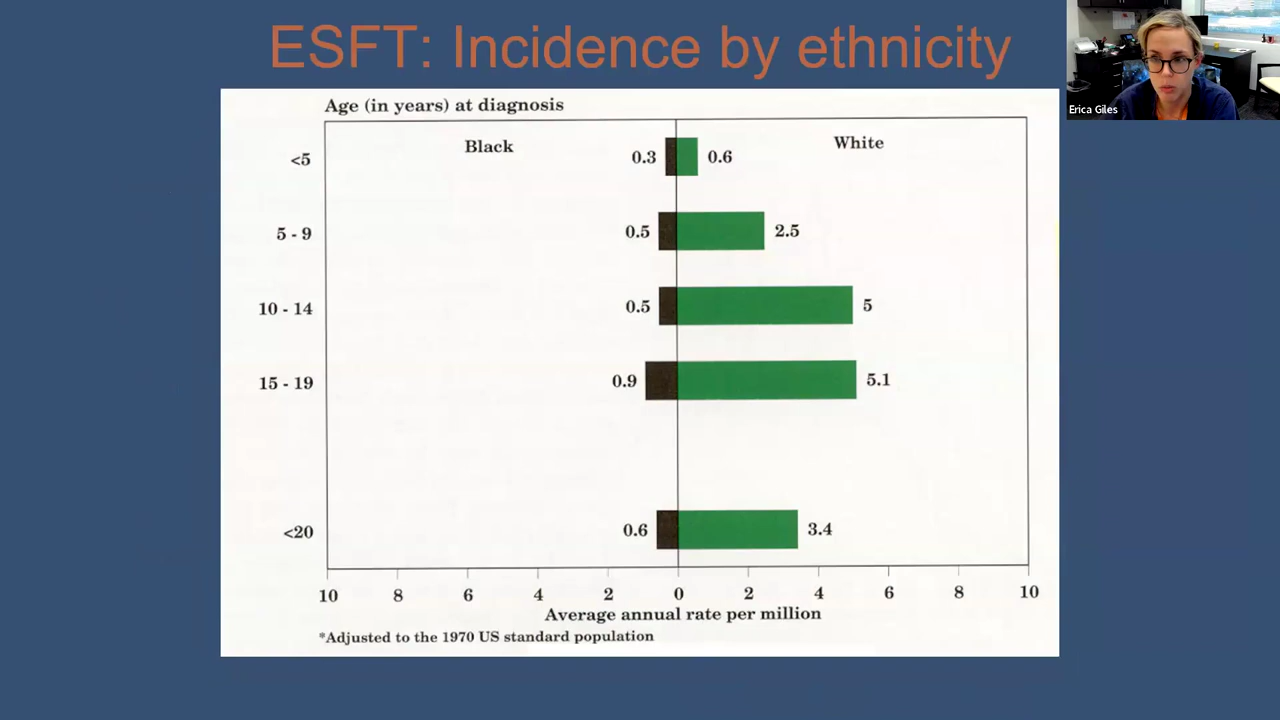 ESFT: Incidence by ethnicity
Erica Giles
Age (in years) at diagnosis
Black
White
<5
0.3
0.6
5 - 9
0.5
2.5
10 - 14
0.5
5
15 - 19
0.9
5.1
<20
0.6
3.4
10 8 6 4 2 0 2 4 6 8 10
Average annual rate per million
*Adjusted to the 1970 US standard population